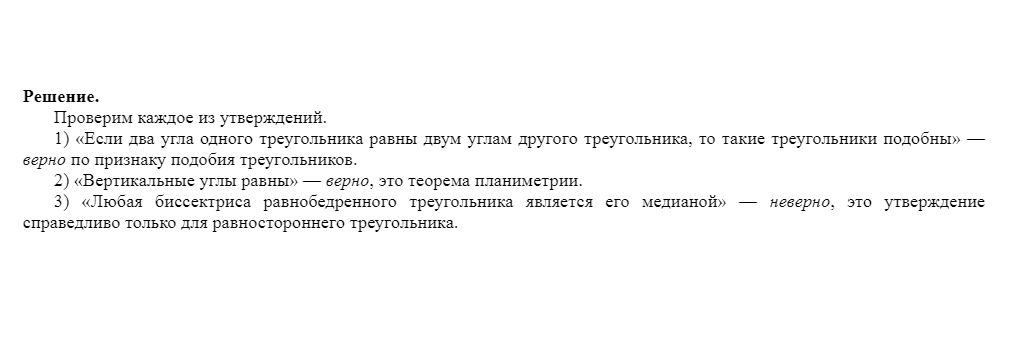 Решение.
Проверим каждое из утверждений.
1) «Если два угла одного треугольника равны двум углам другого треугольника, то такие треугольники подобны» —
верно по признаку подобия треугольников.
2) «Вертикальные углы равны» — верно, это теорема планиметрии.
3) «Любая биссектриса равнобедренного треугольника является его медианой» — неверно, это утверждение
справедливо только для равностороннего треугольника.